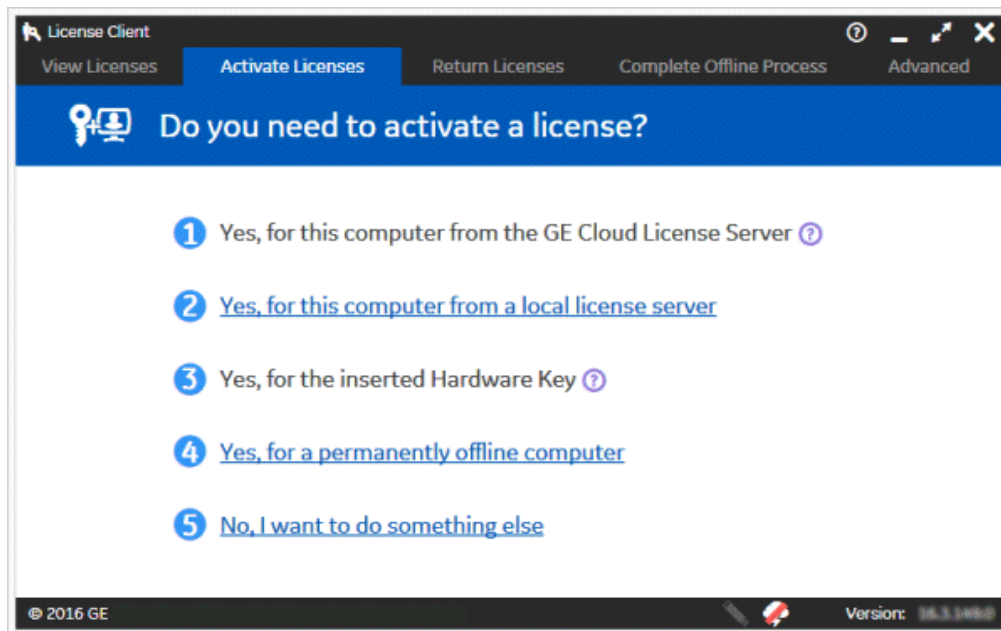 License Client
View Licenses Activate Licenses Return Licenses Complete Offline Process Advanced
Do you need to activate a license?
1 Yes, for this computer from the GE Cloud License Server ?
2 Yes, for this computer from a local license server
3 Yes, for the inserted Hardware Key ?
4 Yes, for a permanently offline computer
5 No, I want to do something else
© 2016 GE Version: